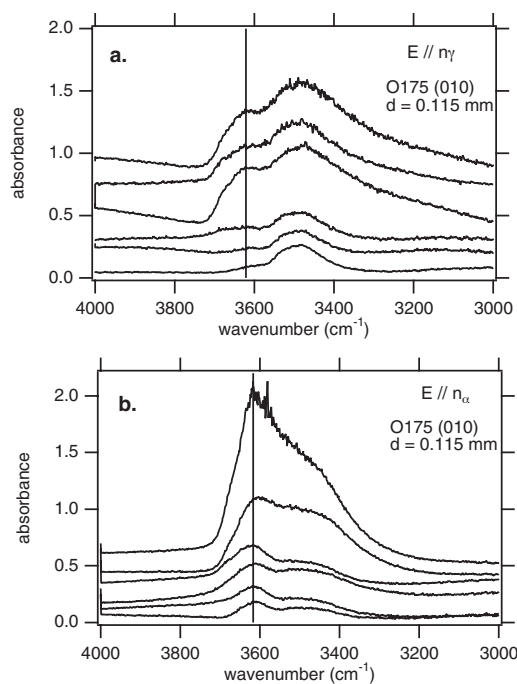 2.0
a.
E // nγ
1.5
O175 (010)
d = 0.115 mm
absorbance
1.0
0.5
0.0
4000 3800 3600 3400 3200 3000
wavenumber (cm-1)
b.
E // nα
2.0
O175 (010)
d = 0.115 mm
1.5
absorbance
1.0
0.5
0.0
4000 3800 3600 3400 3200 3000
wavenumber (cm-1)